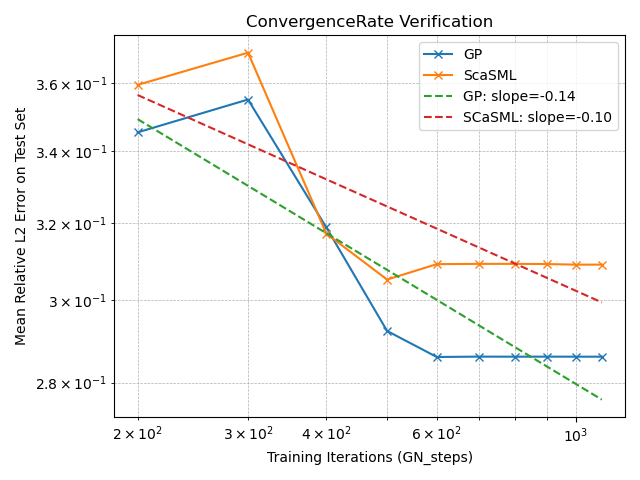 ConvergenceRate Verification
GP
ScaSML
GP: slope=-0.14
SCaSML: slope=-0.10
Mean Relative L2 Error on Test Set
3.6 × 10⁻¹
3.4 × 10⁻¹
3.2 × 10⁻¹
3 × 10⁻¹
2.8 × 10⁻¹
2 × 10² 3 × 10² 4 × 10² 6 × 10² 10³
Training Iterations (GN_steps)